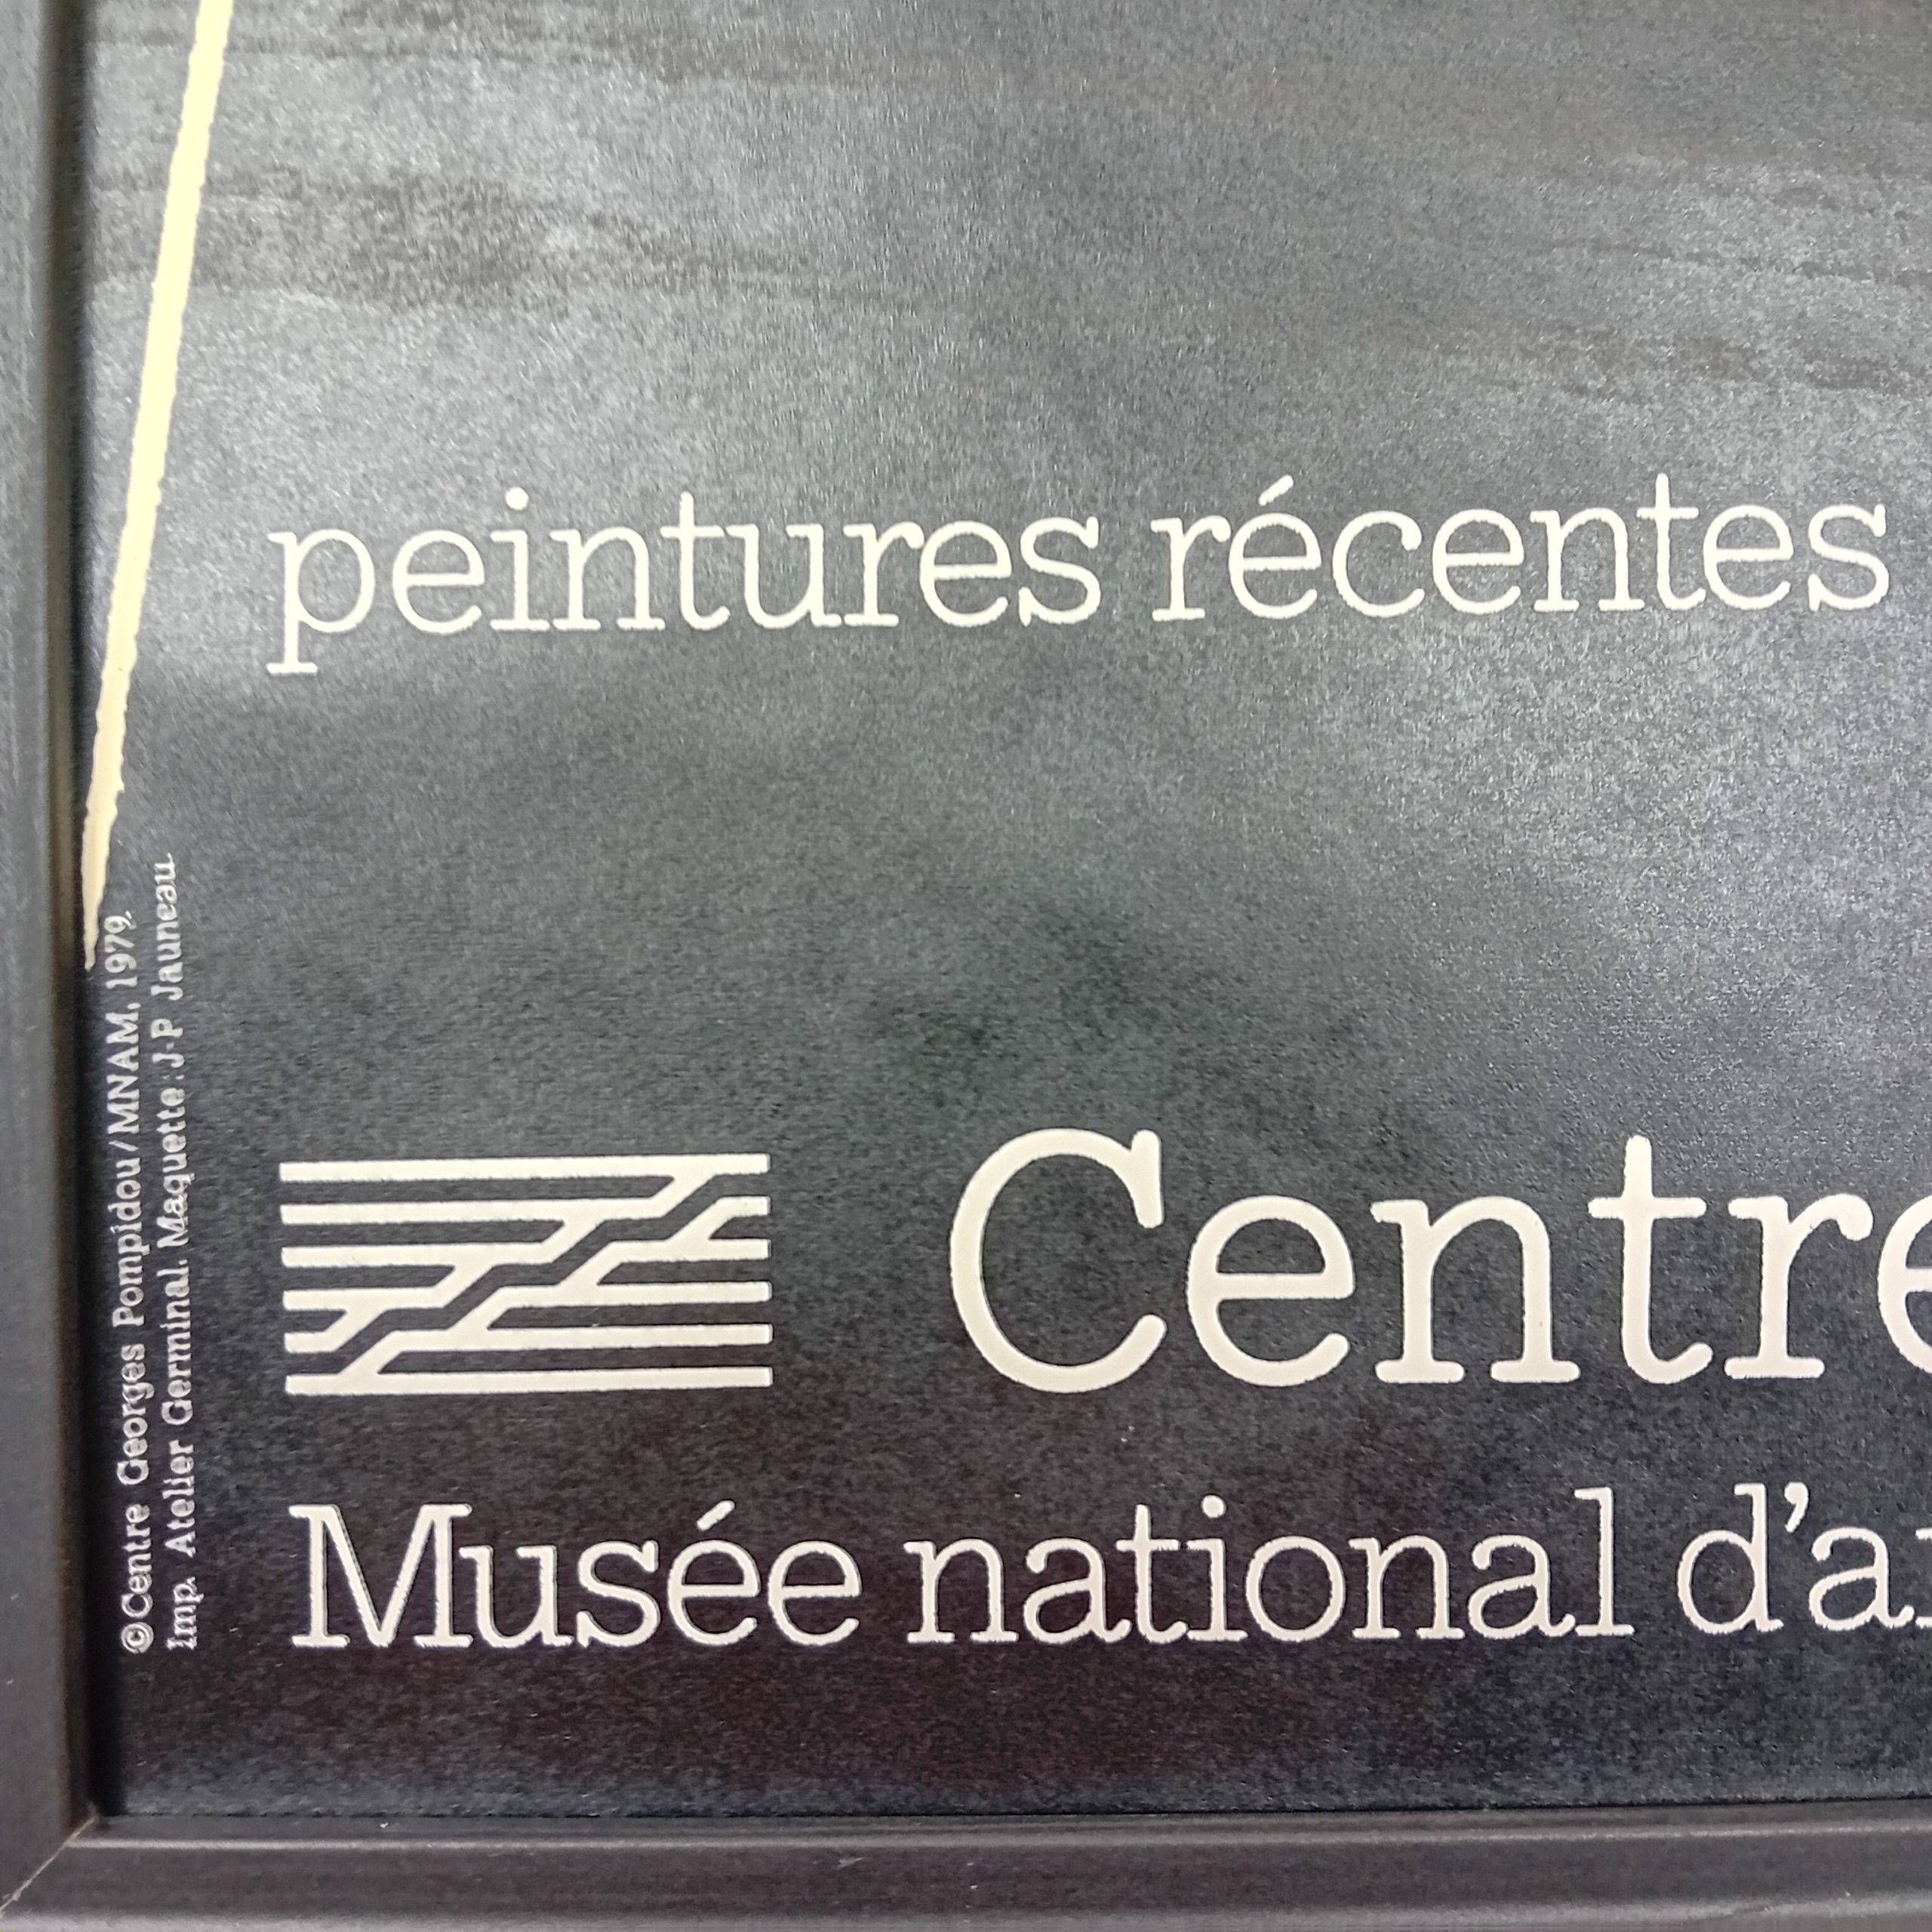 peintures récentes
Centre
Musée national d'a
©Centre Georges Pompidou/MNAM, 1979.
Imp. Atelier Germinal. Maquette: J-P Jauneau